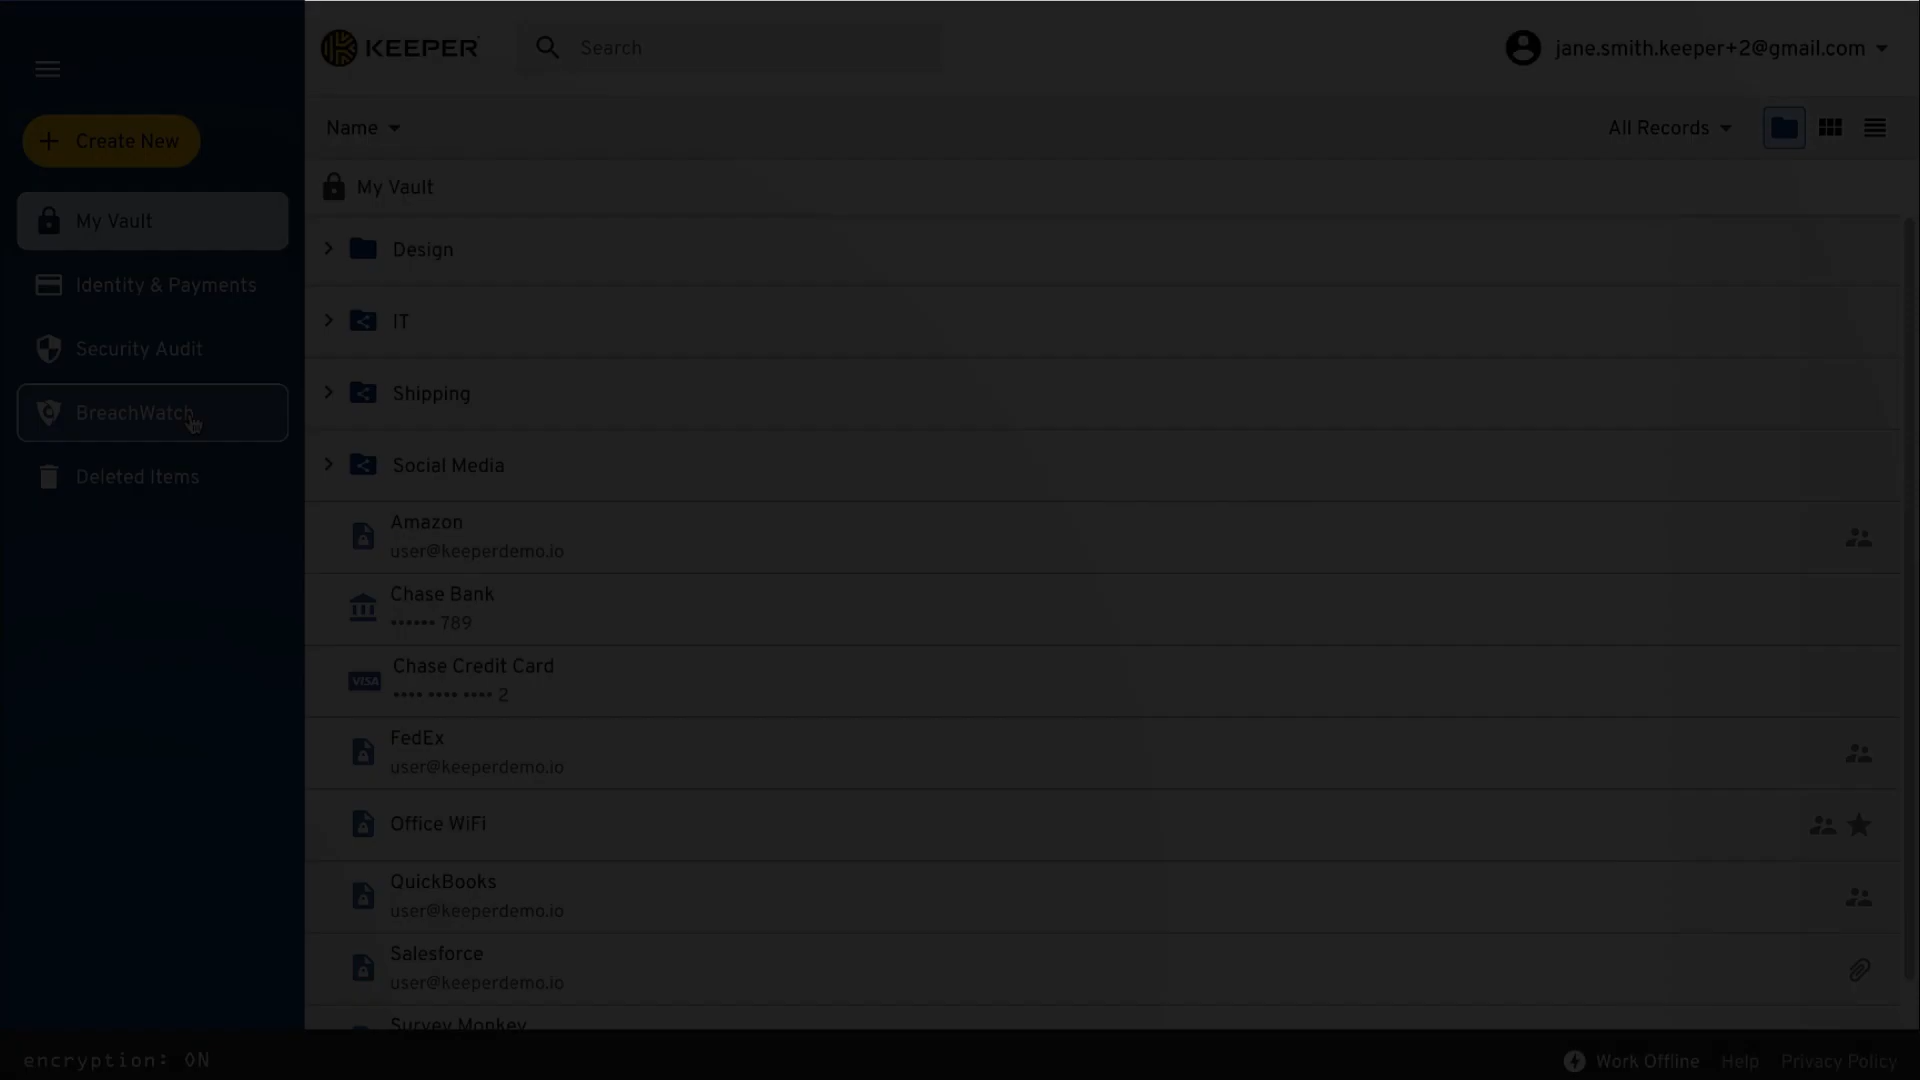 KEEPER
Search
jane.smith.keeper+2@gmail.com
Create New
My Vault
Identity & Payments
Security Audit
BreachWatch
Deleted Items
Name
All Records
My Vault
Design
IT
Shipping
Social Media
Amazon
user@keeperdemo.io
Chase Bank
•••••• 789
VISA
Chase Credit Card
•••• •••• •••• 2
FedEx
user@keeperdemo.io
Office WiFi
QuickBooks
user@keeperdemo.io
Salesforce
user@keeperdemo.io
Survey Monkey
encryption: ON
Work Offline
Help
Privacy Policy